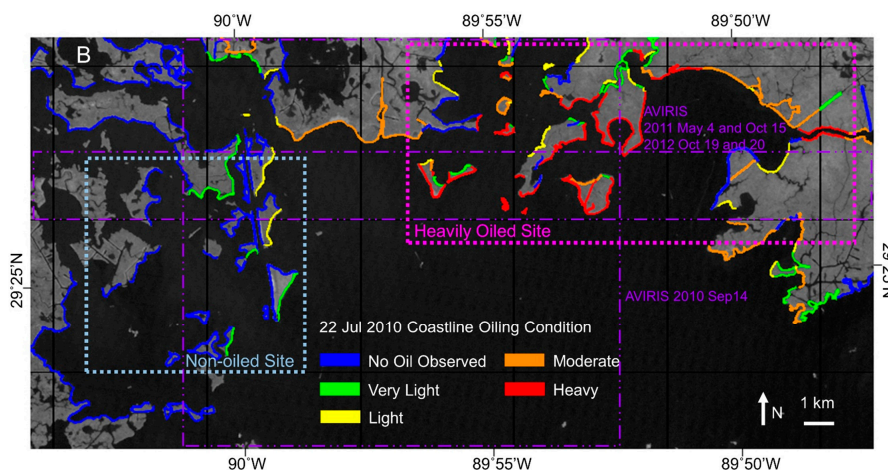 90°W 89°55'W 89°50'W
B
AVIRIS
2011 May 4 and Oct 15
2012 Oct 19 and 20
Heavily Oiled Site
29°25'N
29°25'N
AVIRIS 2010 Sep14
22 Jul 2010 Coastline Oiling Condition
Non-oiled Site
No Oil Observed
Moderate
Very Light
Heavy
Light
N
1 km
90°W 89°55'W 89°50'W